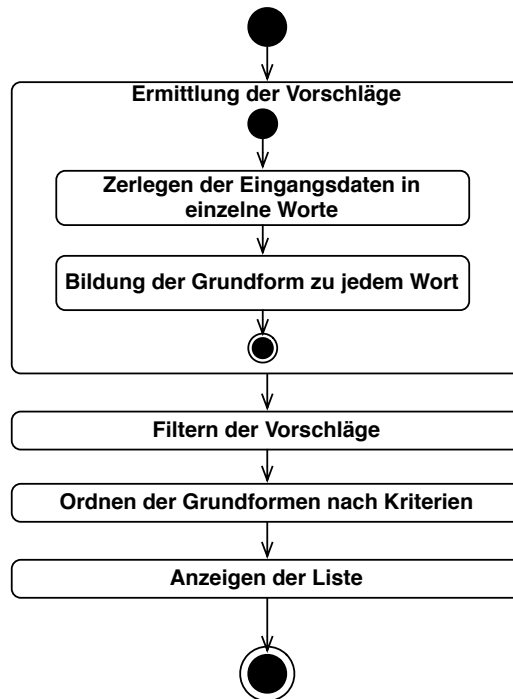 Ermittlung der Vorschläge
Zerlegen der Eingangsdaten in
einzelne Worte
Bildung der Grundform zu jedem Wort
Filtern der Vorschläge
Ordnen der Grundformen nach Kriterien
Anzeigen der Liste